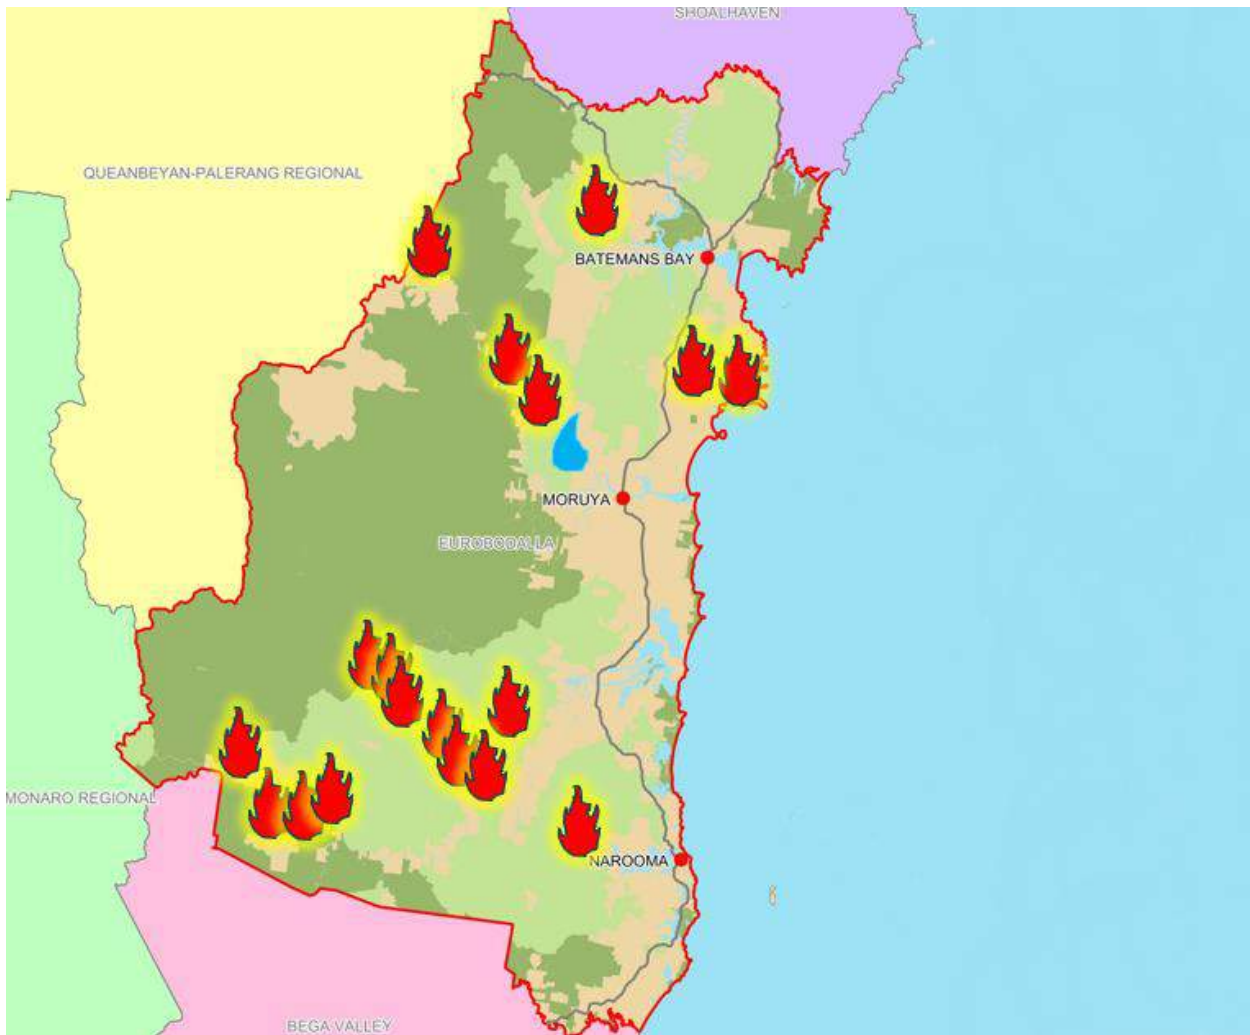 SHOALHAVEN
QUEANBEYAN-PALERANG REGIONAL
BATEMANS BAY
MORUYA
EUROBODALLA
MONARO REGIONAL
NAROOMA
BEGA VALLEY